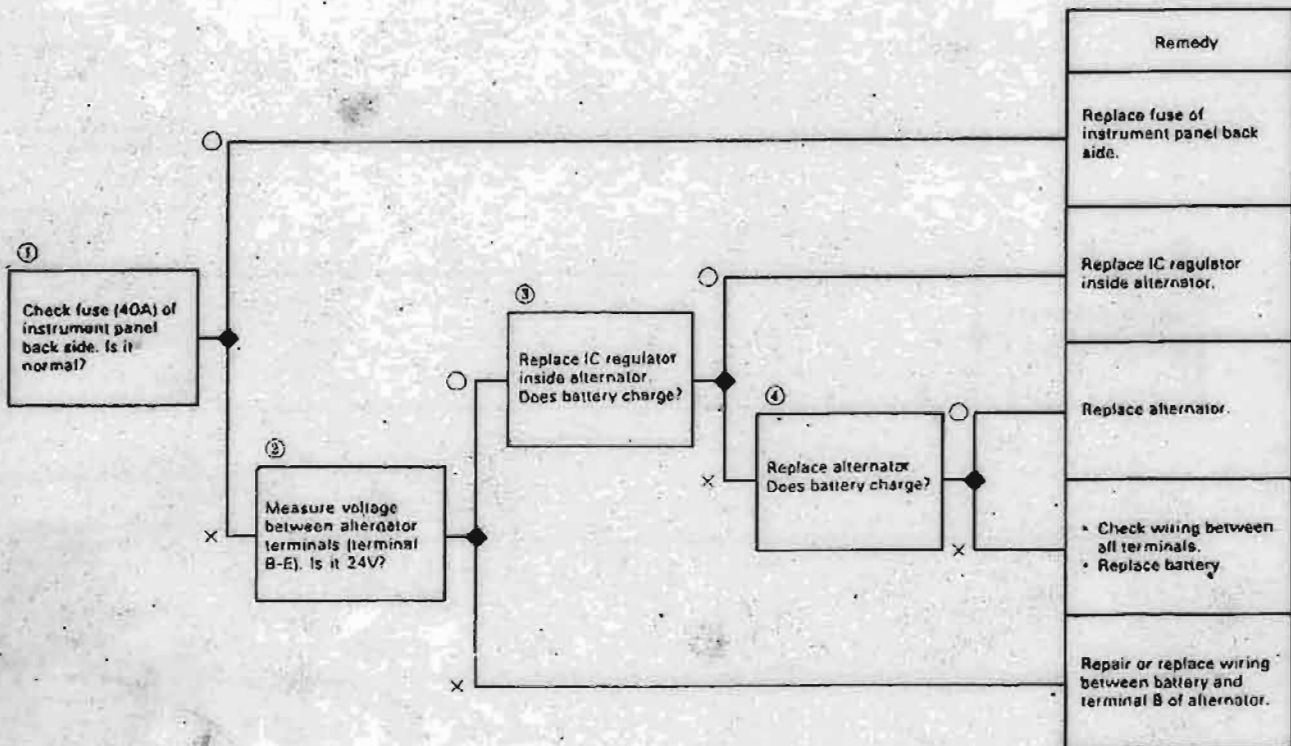 Remedy
○
Replace fuse of
instrument panel back
side.
①
Check fuse (40A) of
instrument panel
back side. Is it
normal?
○
Replace IC regulator
inside alternator.
③
Replace IC regulator
inside alternator.
Does battery charge?
○
④
Replace alternator
Does battery charge?
○
Replace alternator.
②
Measure voltage
between alternator
terminals (terminal
B-E). Is it 24V?
×
×
×
• Check wiring between
all terminals.
• Replace battery
×
Repair or replace wiring
between battery and
terminal B of alternator.